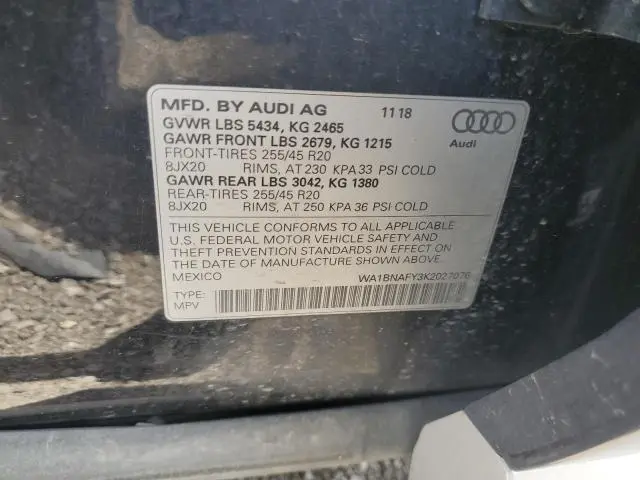 MFD. BY AUDI AG 11 18
GVWR LBS 5434, KG 2465
GAWR FRONT LBS 2679, KG 1215
FRONT-TIRES 255/45 R20
8JX20 RIMS, AT 230 KPA 33 PSI COLD
GAWR REAR LBS 3042, KG 1380
REAR-TIRES 255/45 R20
8JX20 RIMS, AT 250 KPA 36 PSI COLD
Audi
THIS VEHICLE CONFORMS TO ALL APPLICABLE
U.S. FEDERAL MOTOR VEHICLE SAFETY AND
THEFT PREVENTION STANDARDS IN EFFECT ON THE
DATE OF MANUFACTURE SHOWN ABOVE.
MEXICO WA1BNAFY3K2027076
TYPE:
MPV